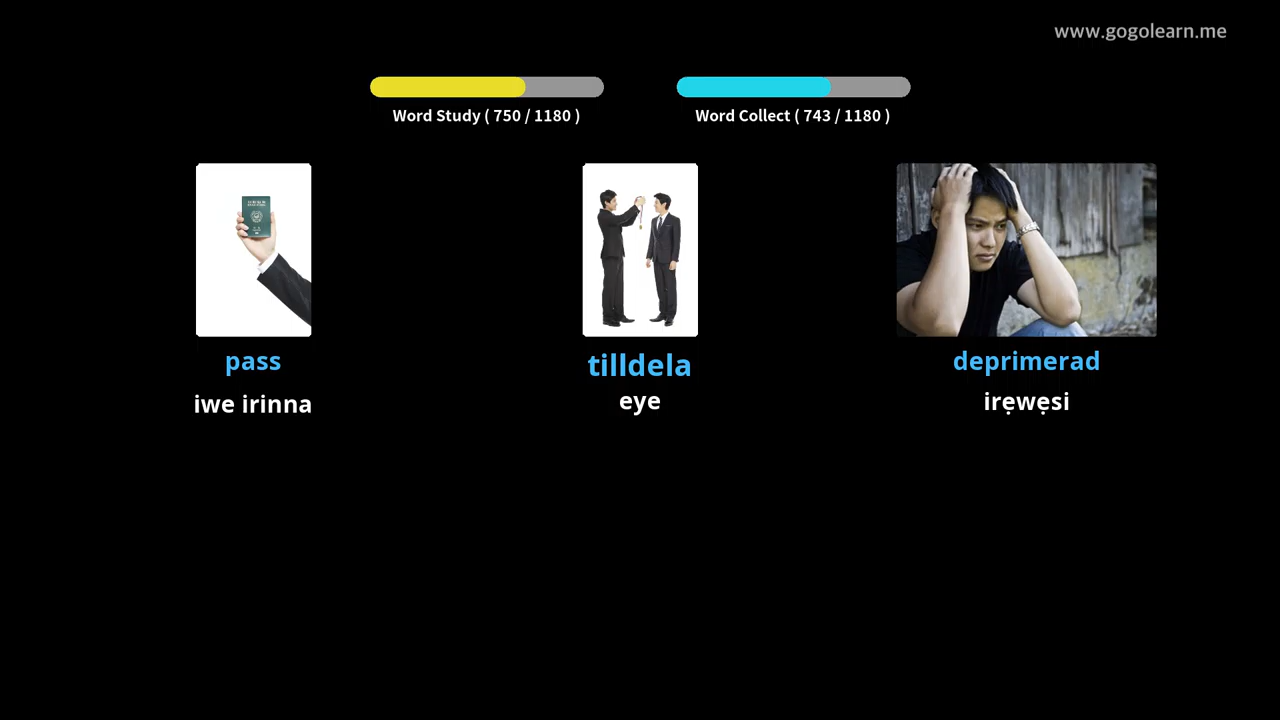 www.gogolearn.me
Word Study ( 750 / 1180 )
Word Collect ( 743 / 1180 )
pass
tilldela
deprimerad
iwe irinna
eye
irẹwẹsi